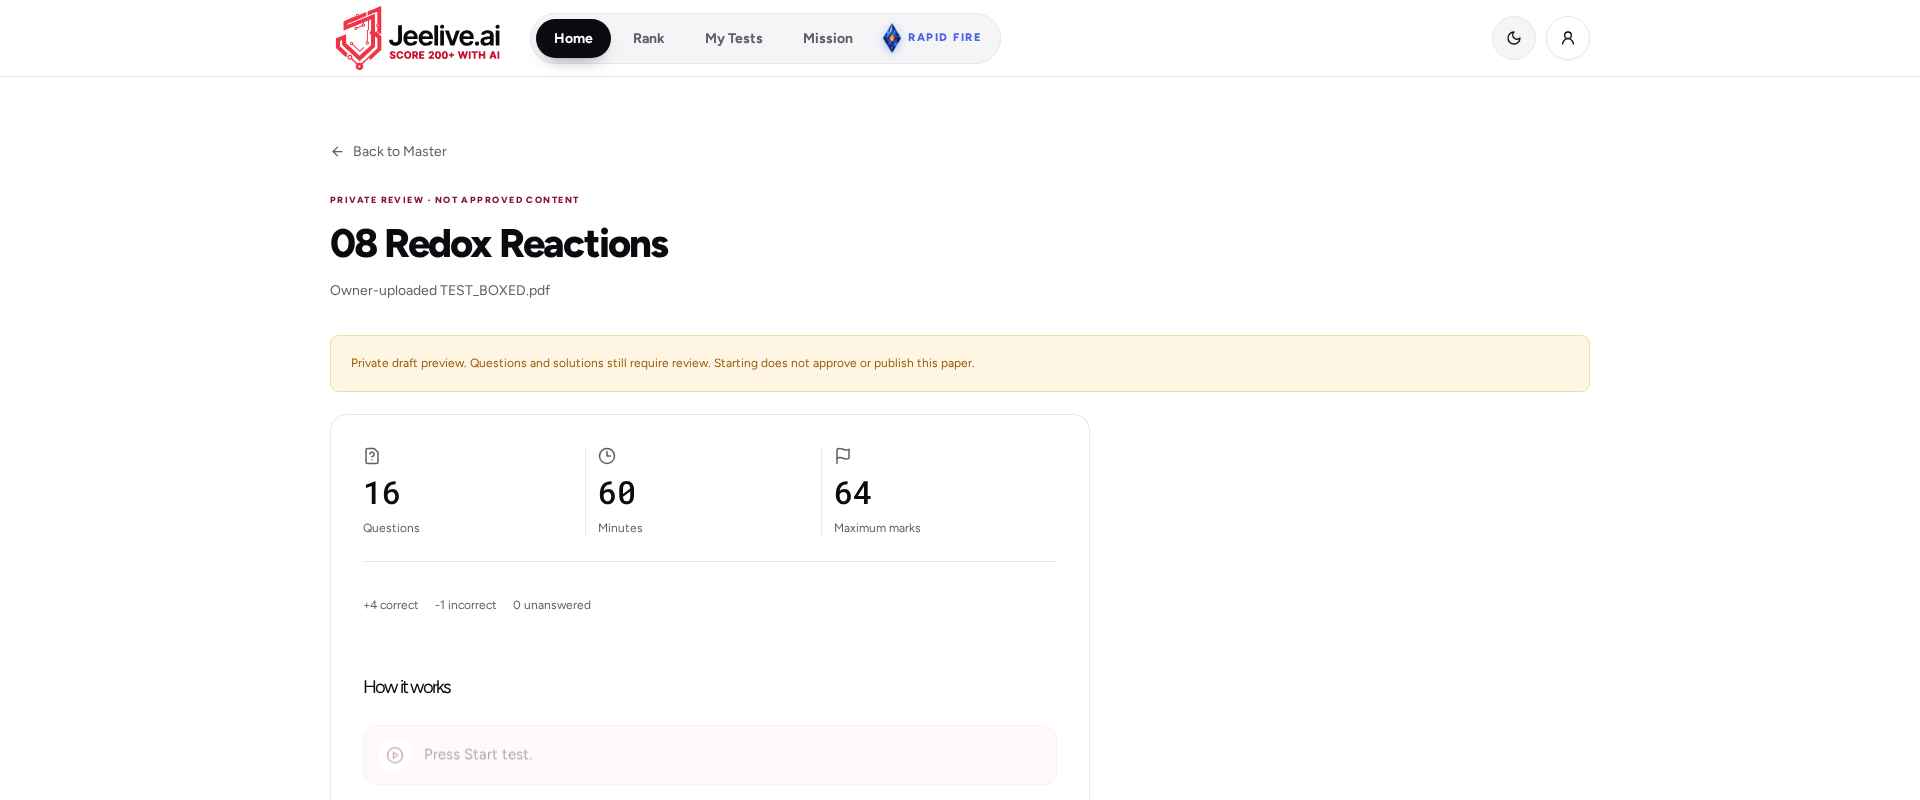 Jeelive.ai
SCORE 200+ WITH AI
Home
Rank
My Tests
Mission
RAPID FIRE
Back to Master
PRIVATE REVIEW · NOT APPROVED CONTENT
08 Redox Reactions
Owner-uploaded TEST_BOXED.pdf
Private draft preview. Questions and solutions still require review. Starting does not approve or publish this paper.
16
Questions
60
Minutes
64
Maximum marks
+4 correct
-1 incorrect
0 unanswered
How it works
Press Start test.